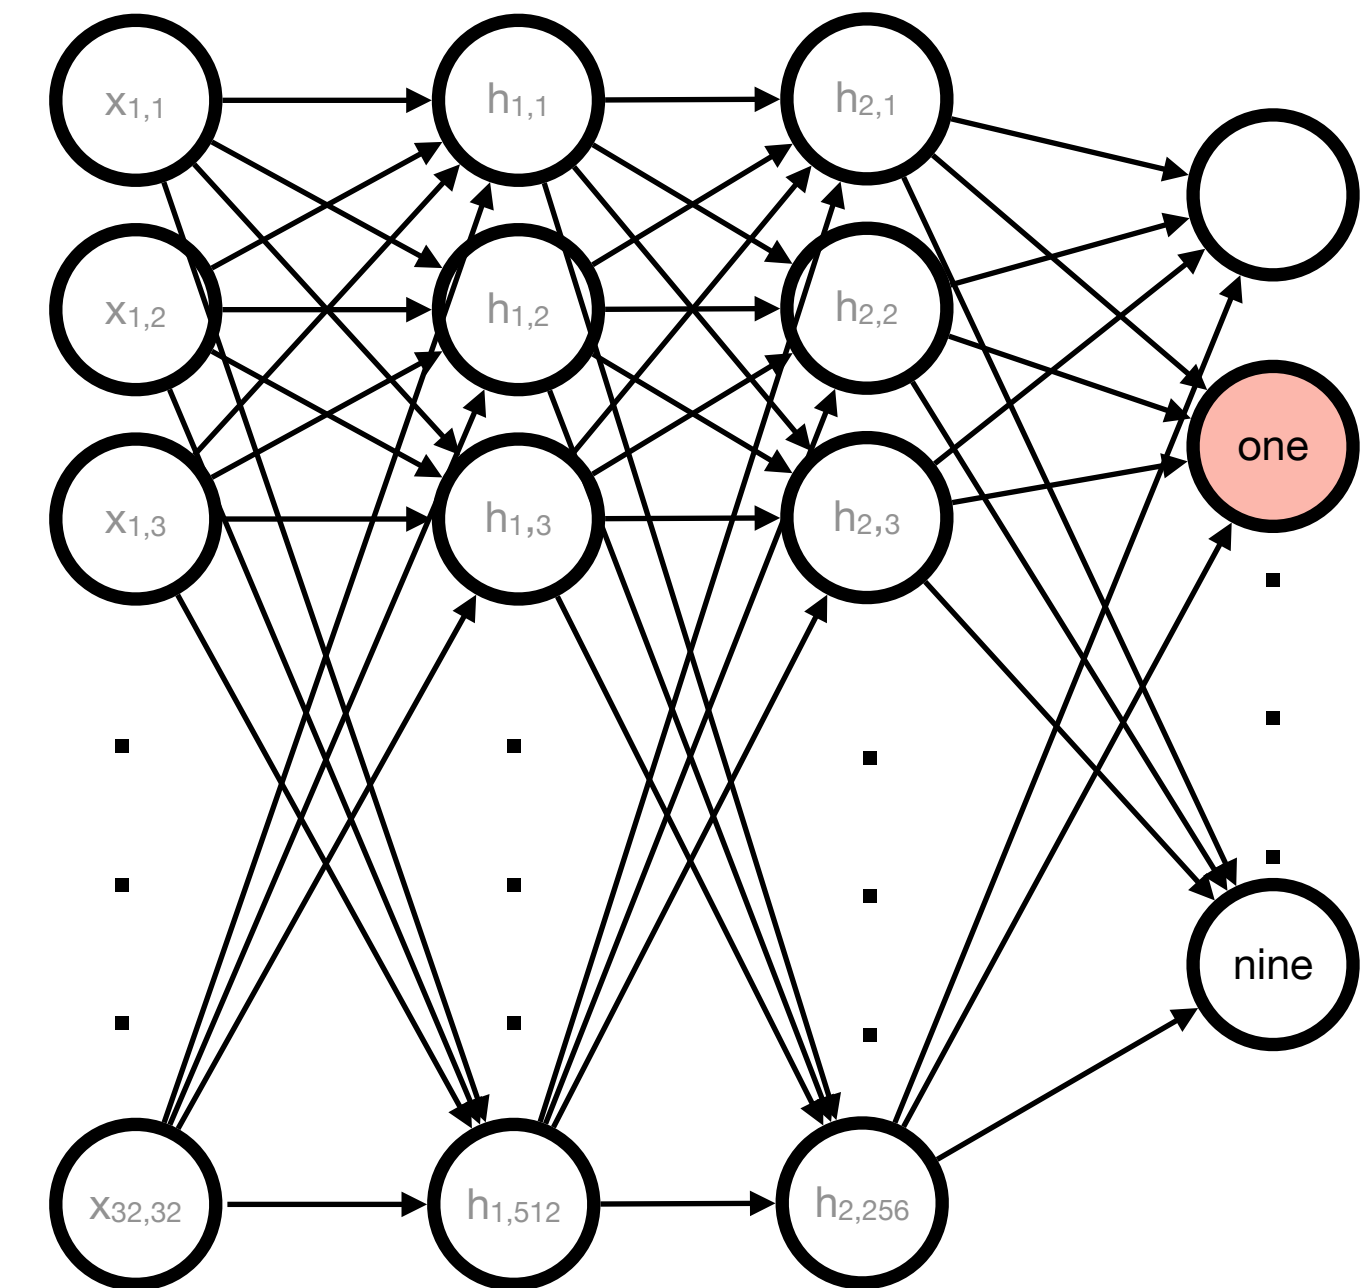 x1,1
h1,1
h2,1
x1,2
h1,2
h2,2
one
x1,3
h1,3
h2,3
nine
x32,32
h1,512
h2,256